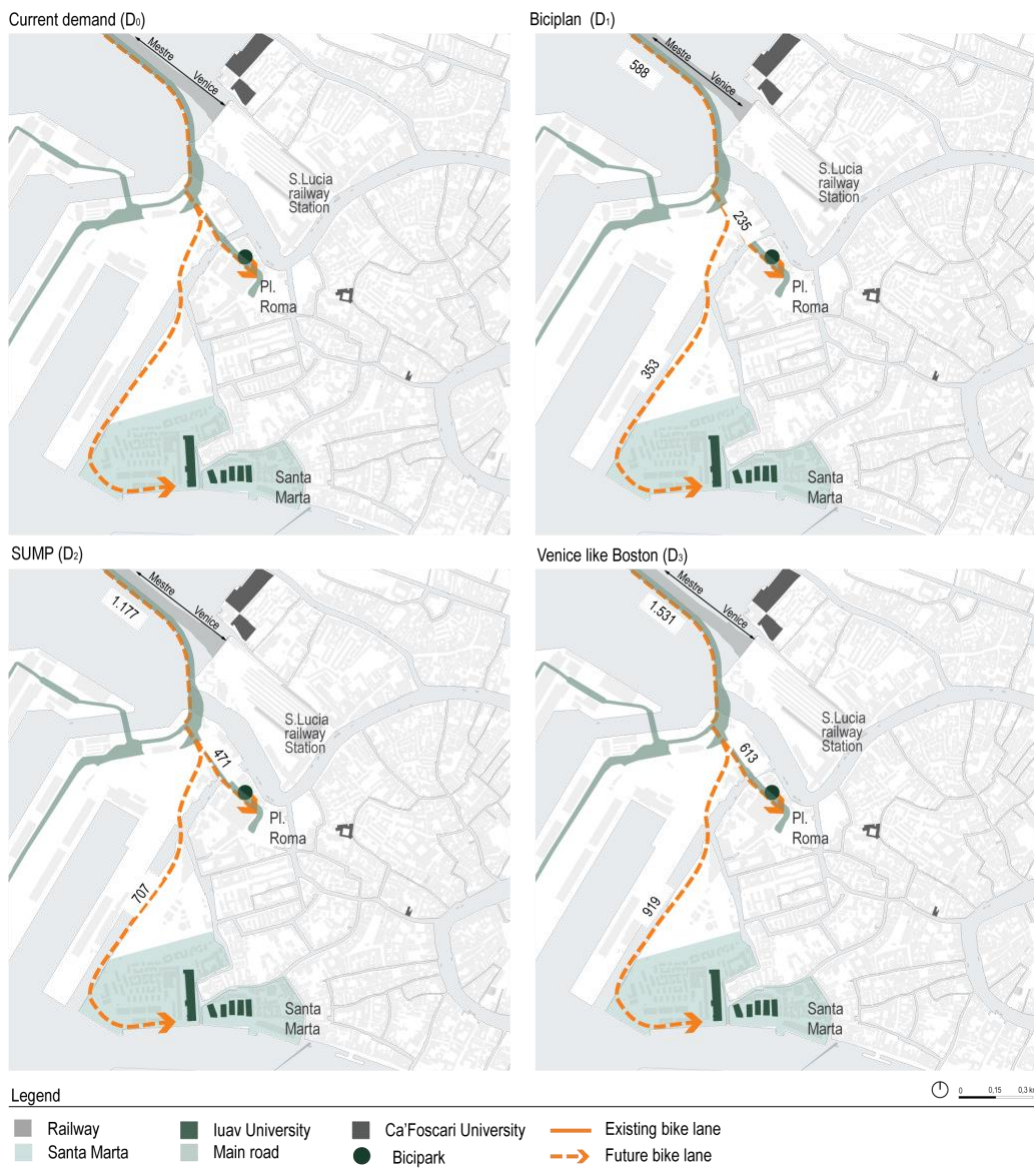 Current demand (D₀)
Mestre
Venice
S.Lucia
railway
Station
Pl.
Roma
Santa
Marta
Biciplan (D₁)
588
Mestre
Venice
S.Lucia
railway
Station
235
Pl.
Roma
353
Santa
Marta
SUMP (D₂)
1.177
Mestre
Venice
S.Lucia
railway
Station
471
Pl.
Roma
707
Santa
Marta
Venice like Boston (D₃)
1.531
Mestre
Venice
S.Lucia
railway
Station
613
Pl.
Roma
919
Santa
Marta
Legend
0 0,15 0,3 km
Railway
Santa Marta
Iuav University
Main road
Ca'Foscari University
Bicipark
Existing bike lane
Future bike lane